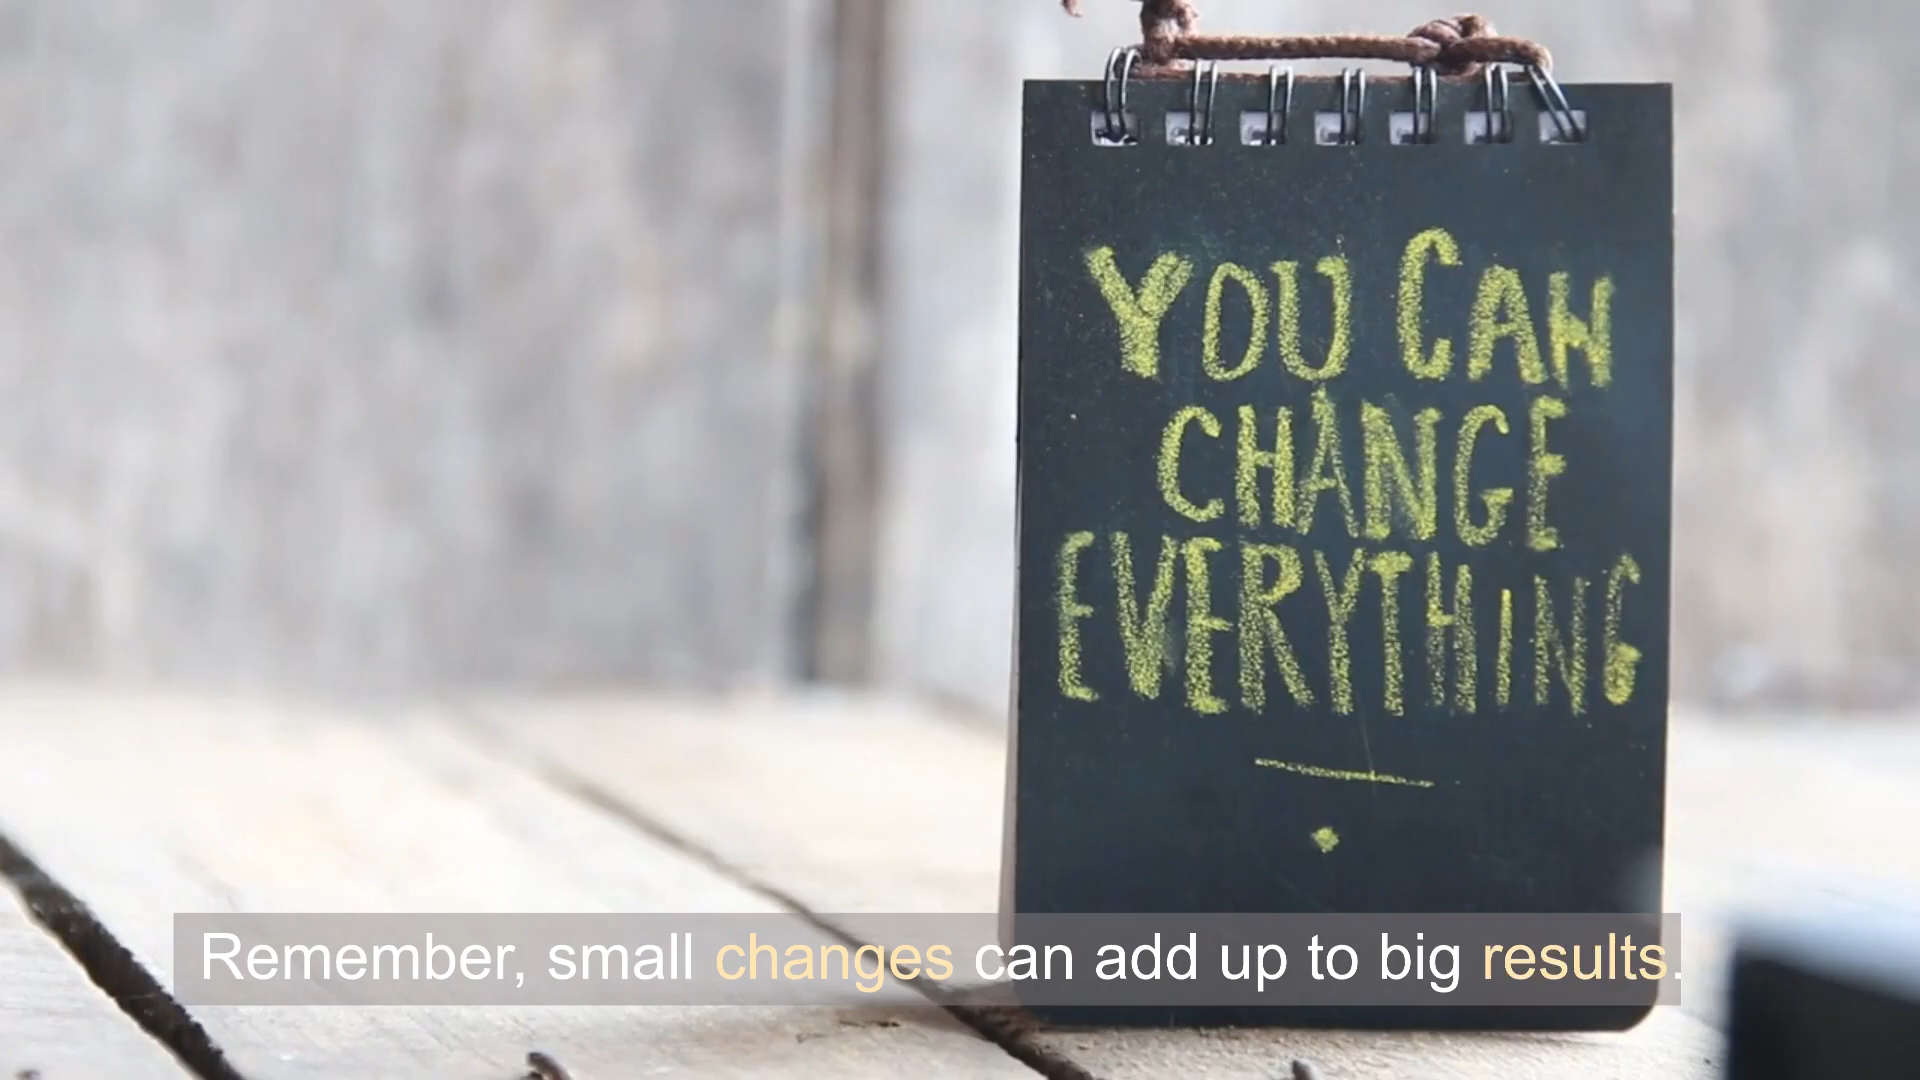 YOU CAN
CHANGE
EVERYTHING
Remember, small changes can add up to big results.